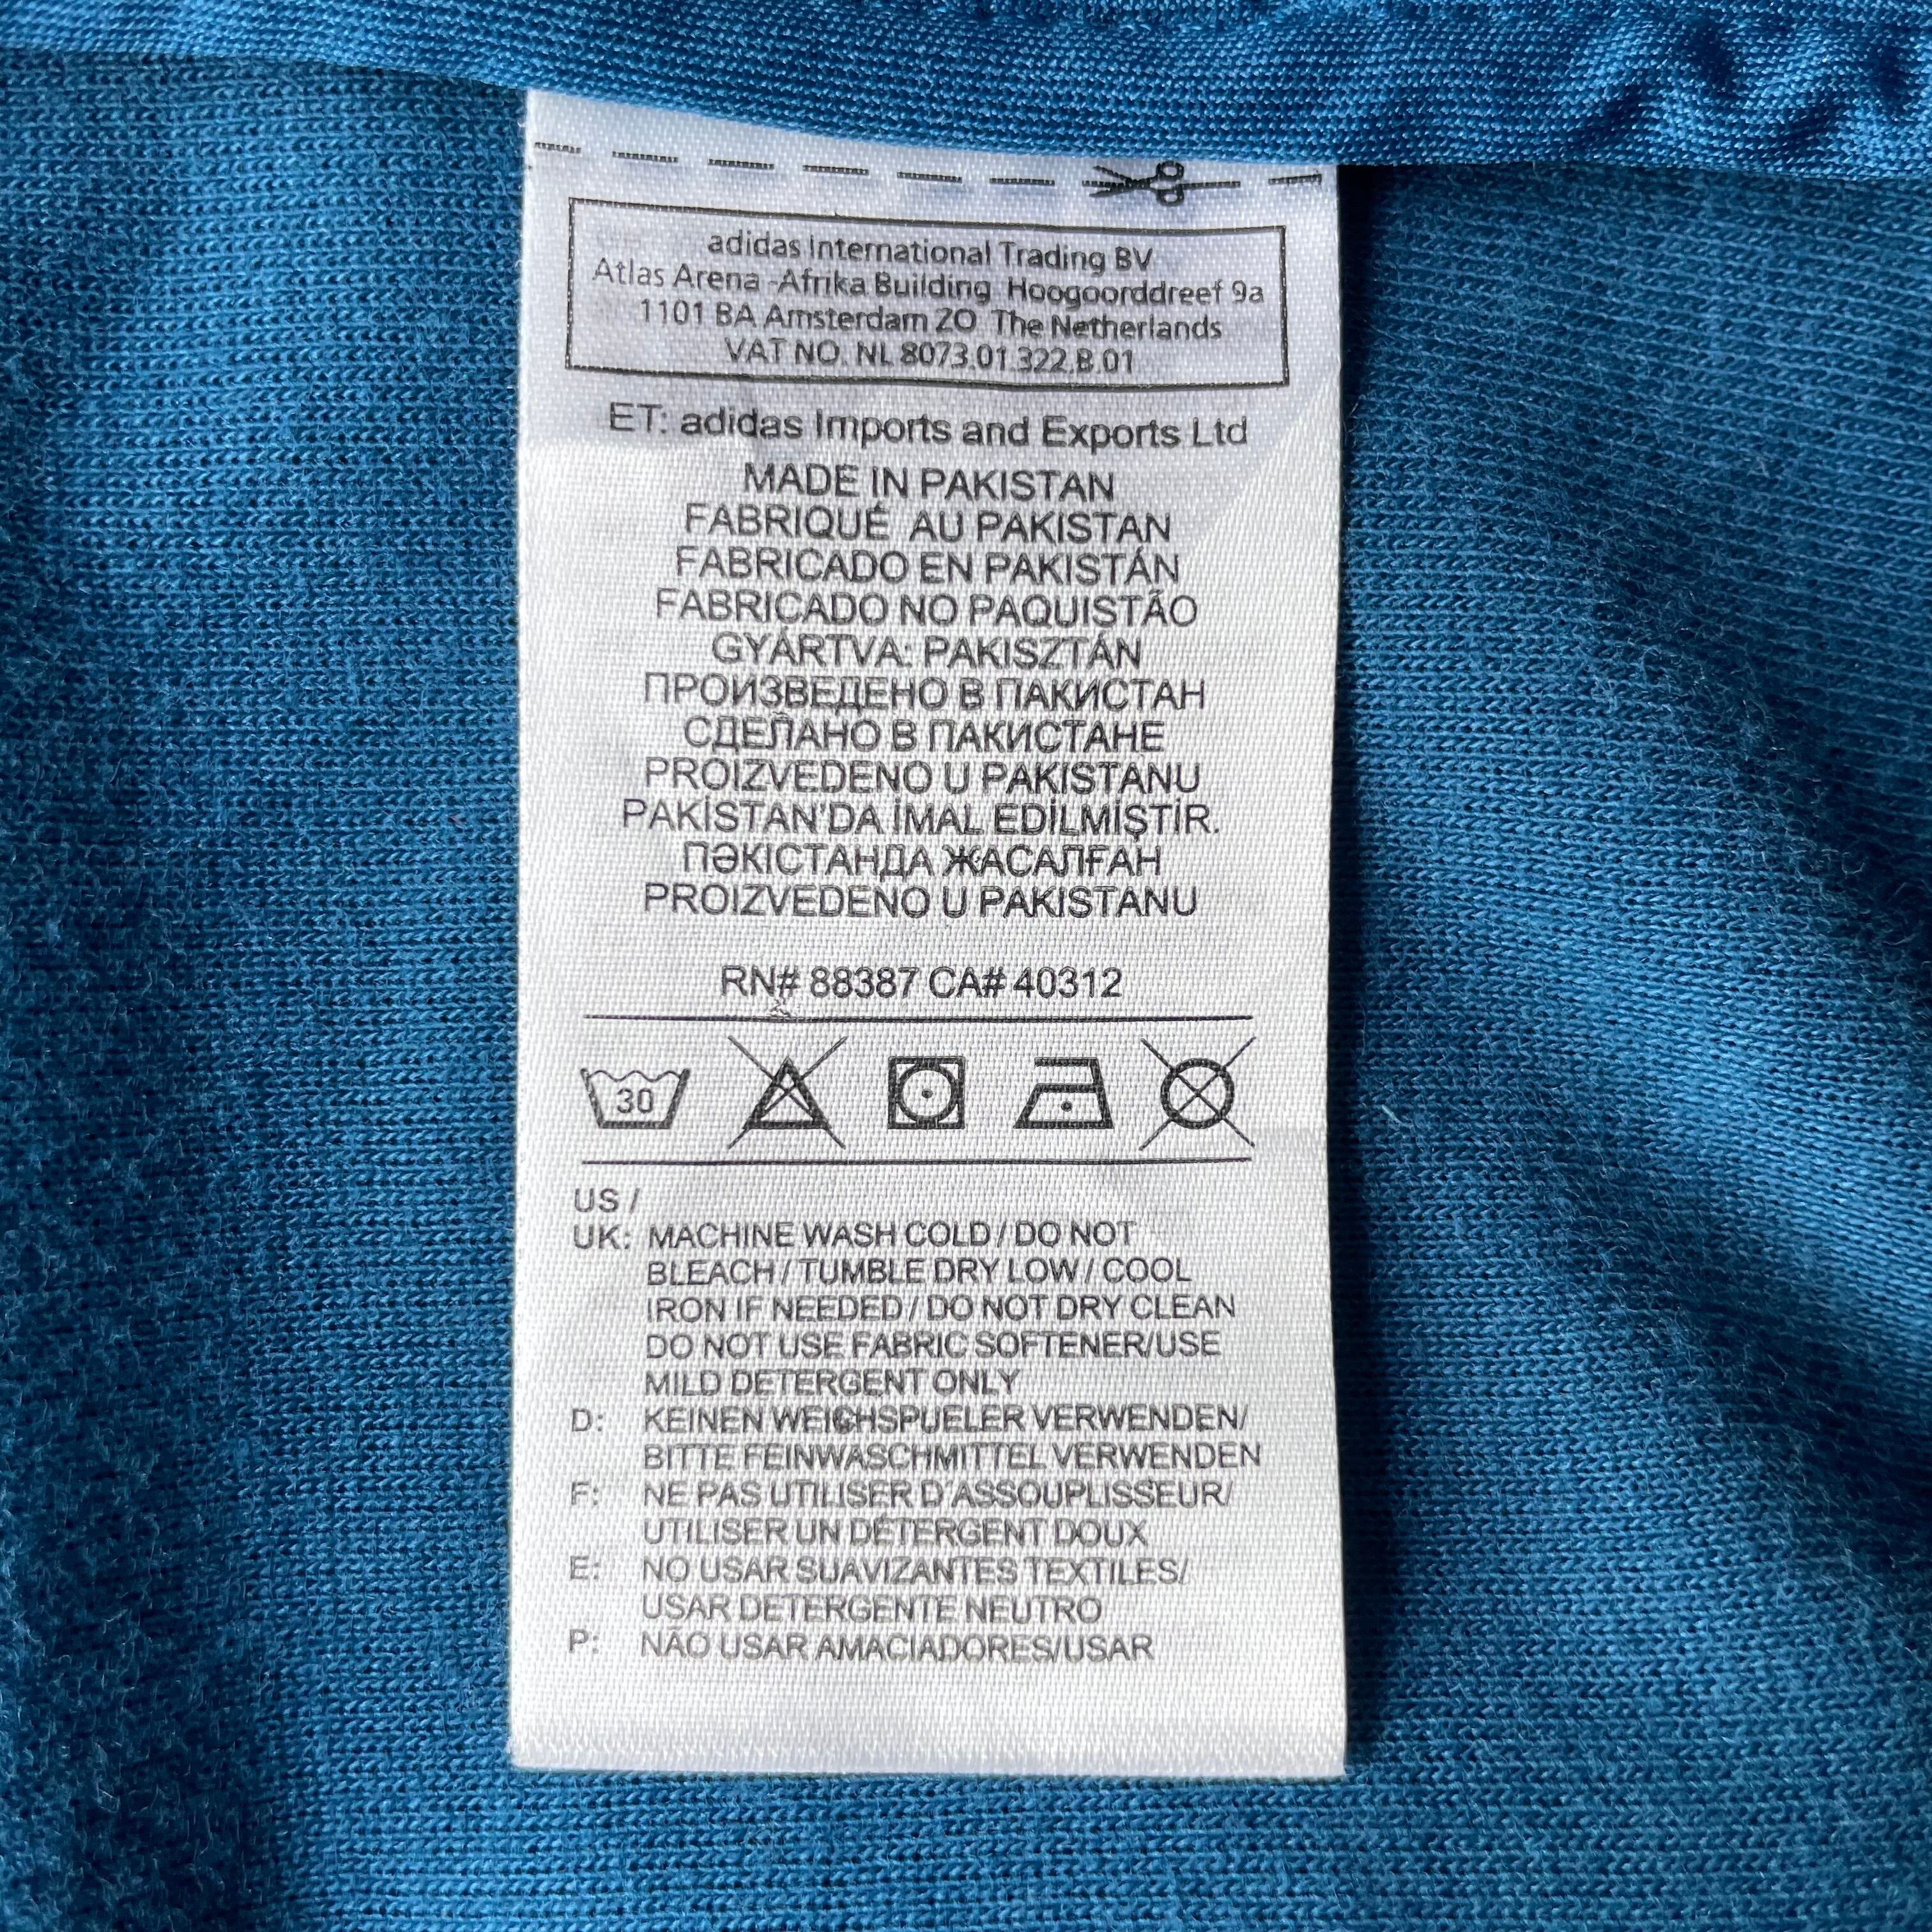 adidas International Trading BV
Atlas Arena -Afrika Building. Hoogoorddreef 9a
1101 BA Amsterdam ZO. The Netherlands
VAT NO. NL 8073.01.322.B.01
ET: adidas Imports and Exports Ltd
MADE IN PAKISTAN
FABRIQUÉ AU PAKISTAN
FABRICADO EN PAKISTÁN
FABRICADO NO PAQUISTÃO
GYÁRTVA: PAKISZTÁN
ПРОИЗВЕДЕНО В ПАКИСТАН
СДЕЛАНО В ПАКИСТАНЕ
PROIZVEDENO U PAKISTANU
PAKİSTAN'DA İMAL EDİLMİŞTİR.
ПӘКІСТАНДА ЖАСАЛҒАН
PROIZVEDENO U PAKISTANU
RN# 88387 CA# 40312
30
US /
UK: MACHINE WASH COLD / DO NOT
BLEACH / TUMBLE DRY LOW / COOL
IRON IF NEEDED / DO NOT DRY CLEAN
DO NOT USE FABRIC SOFTENER/USE
MILD DETERGENT ONLY
D: KEINEN WEICHSPUELER VERWENDEN/
BITTE FEINWASCHMITTEL VERWENDEN
F: NE PAS UTILISER D'ASSOUPLISSEUR/
UTILISER UN DÉTERGENT DOUX
E: NO USAR SUAVIZANTES TEXTILES/
USAR DETERGENTE NEUTRO
P: NÃO USAR AMACIADORES/USAR